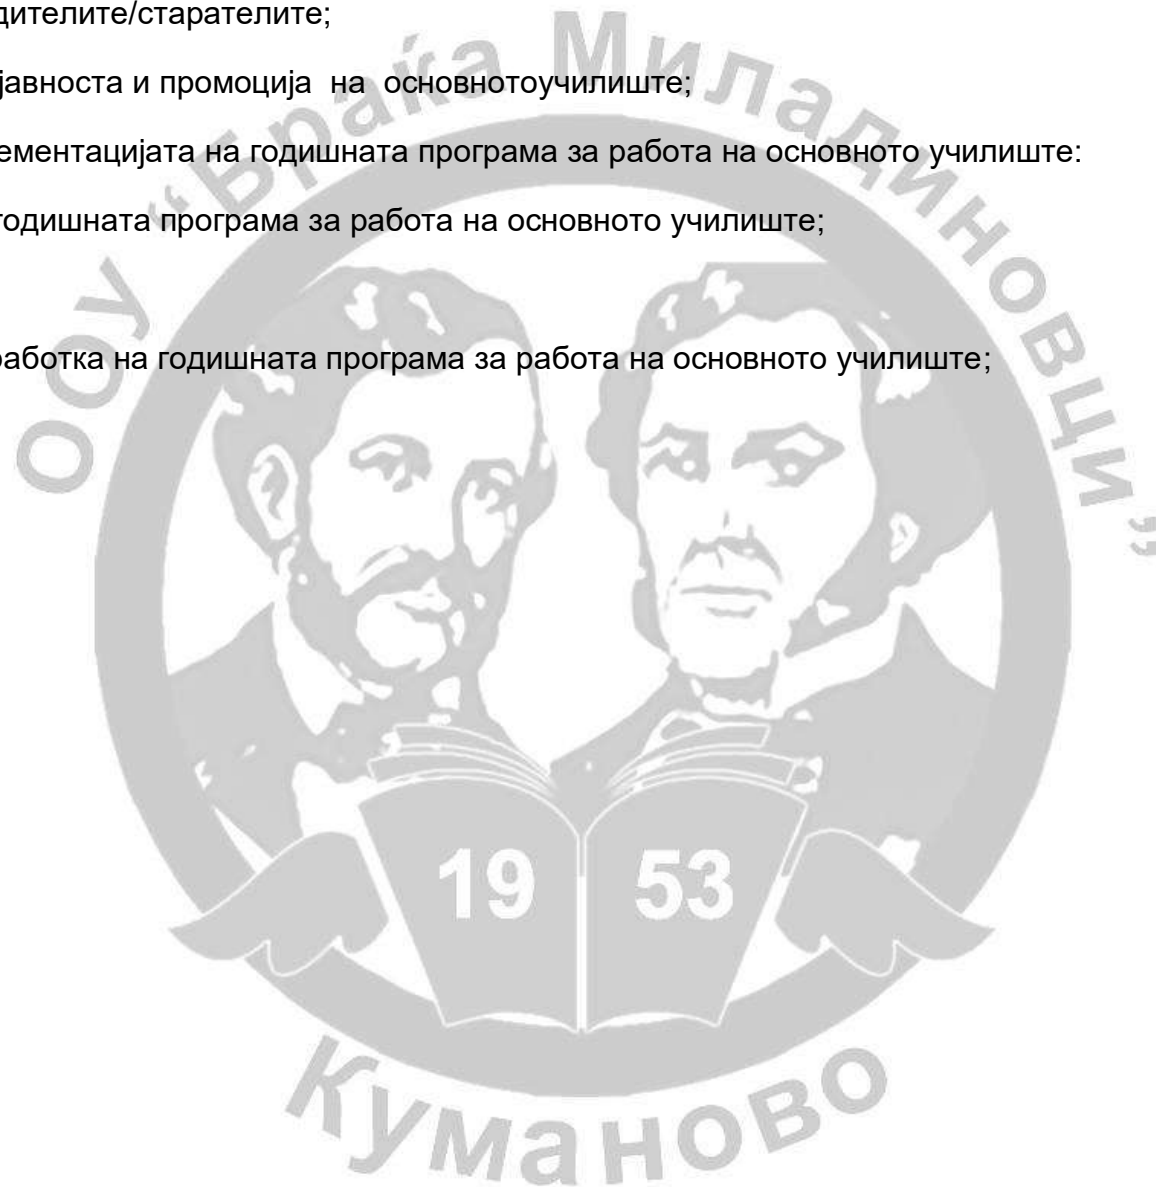 дителите/старателите;
јавноста и промоција на основнотоучилиште;
ементацијата на годишната програма за работа на основното училиште:
годишната програма за работа на основното училиште;
работка на годишната програма за работа на основното училиште;
ООУ “Браќа Миладиновци”
19 53
Куманово